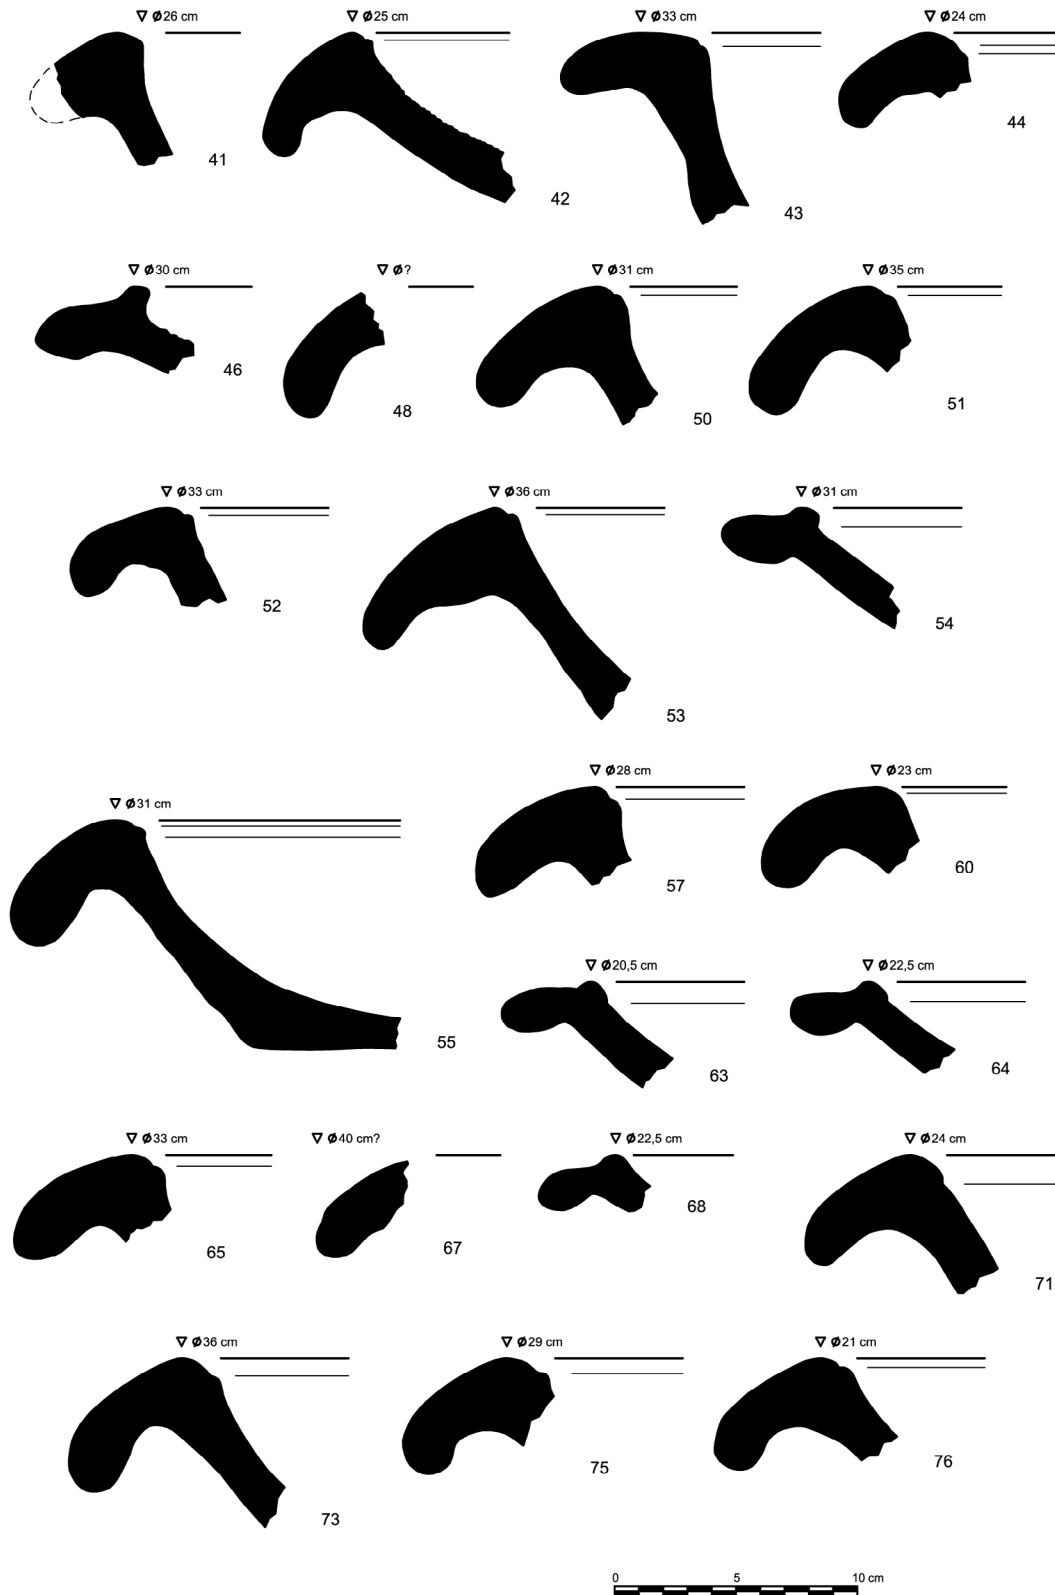 ▽ Ø26 cm
▽ Ø25 cm
▽ Ø33 cm
▽ Ø24 cm
41
42
43
44
▽ Ø30 cm
▽ Ø?
▽ Ø31 cm
▽ Ø35 cm
46
48
50
51
▽ Ø33 cm
▽ Ø36 cm
▽ Ø31 cm
52
53
54
▽ Ø31 cm
▽ Ø28 cm
▽ Ø23 cm
55
57
60
▽ Ø20,5 cm
▽ Ø22,5 cm
63
64
▽ Ø33 cm
▽ Ø40 cm?
▽ Ø22,5 cm
▽ Ø24 cm
65
67
68
71
▽ Ø36 cm
▽ Ø29 cm
▽ Ø21 cm
73
75
76
0 5 10 cm